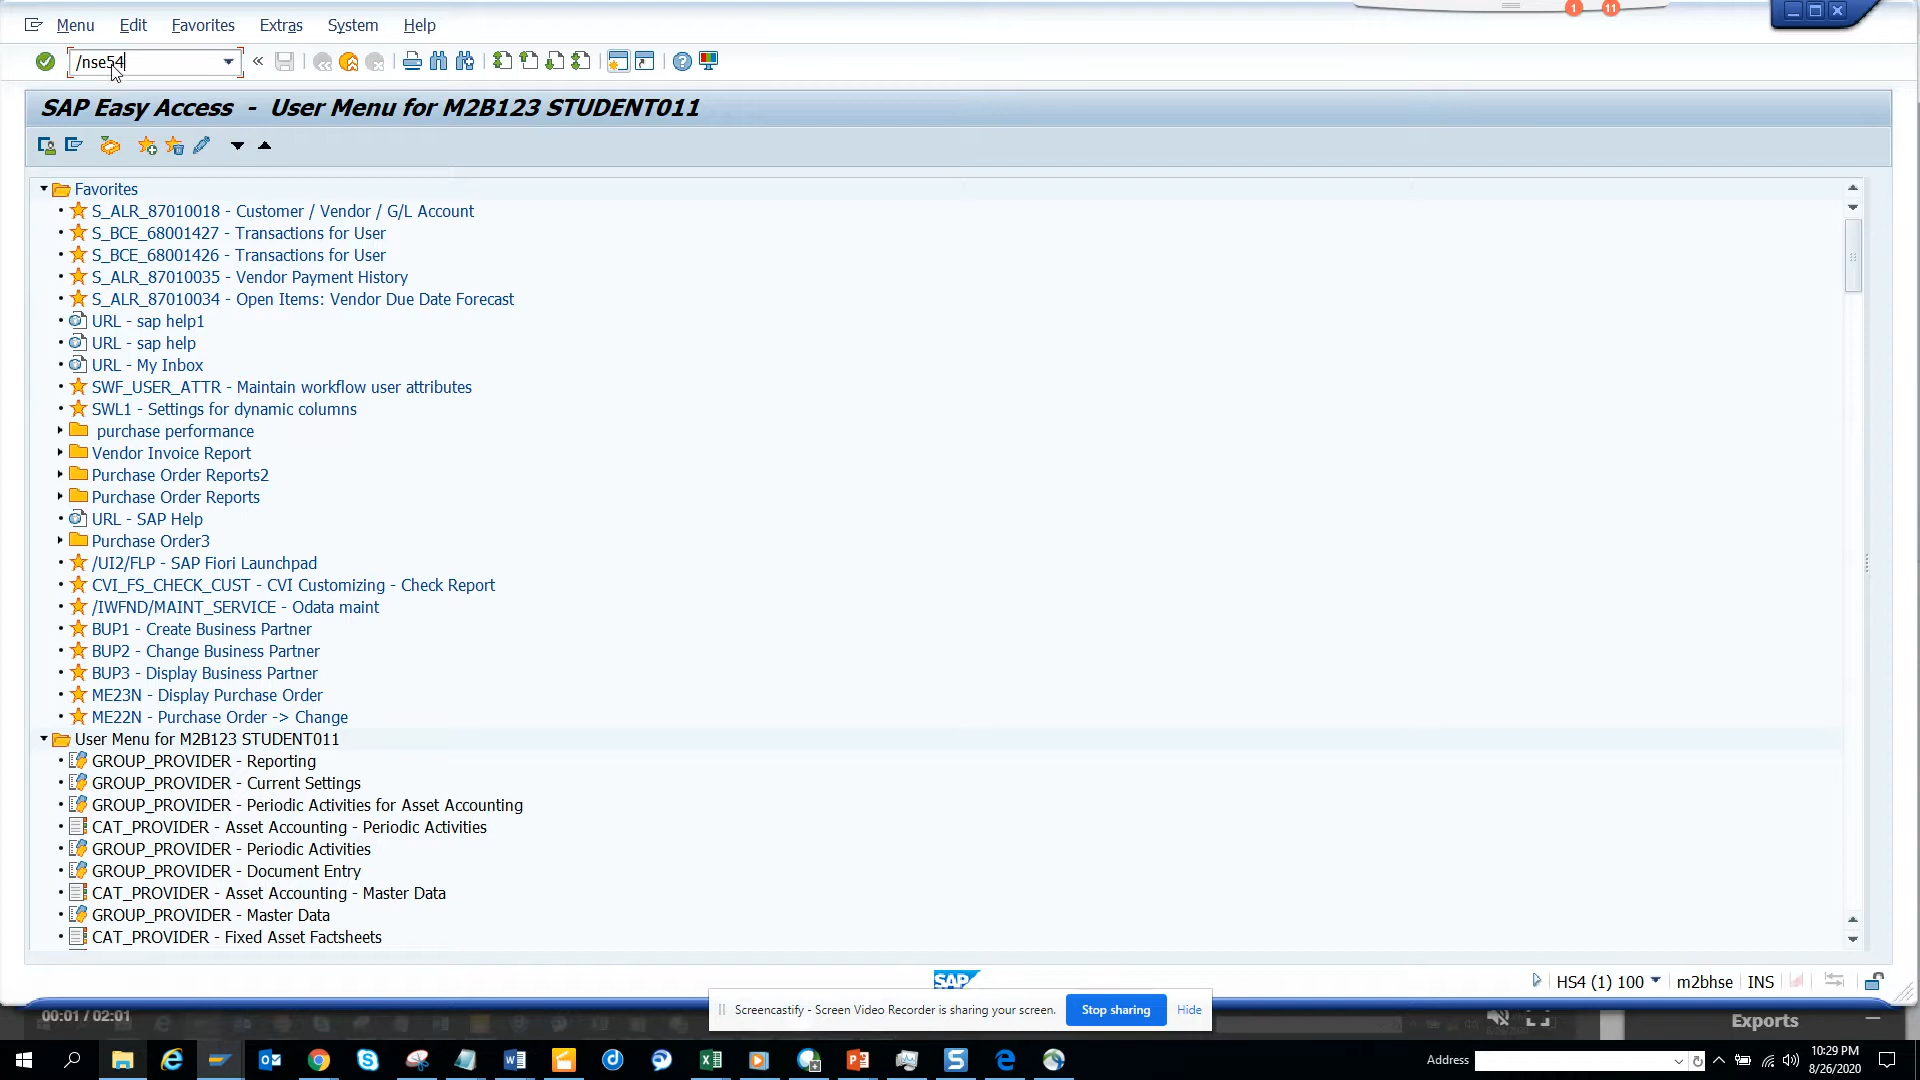 1 11
Menu Edit Favorites Extras System Help
/nse54
SAP Easy Access - User Menu for M2B123 STUDENT011
Favorites
S_ALR_87010018 - Customer / Vendor / G/L Account
S_BCE_68001427 - Transactions for User
S_BCE_68001426 - Transactions for User
S_ALR_87010035 - Vendor Payment History
S_ALR_87010034 - Open Items: Vendor Due Date Forecast
URL - sap help1
URL - sap help
URL - My Inbox
SWF_USER_ATTR - Maintain workflow user attributes
SWL1 - Settings for dynamic columns
purchase performance
Vendor Invoice Report
Purchase Order Reports2
Purchase Order Reports
URL - SAP Help
Purchase Order3
/UI2/FLP - SAP Fiori Launchpad
CVI_FS_CHECK_CUST - CVI Customizing - Check Report
/IWFND/MAINT_SERVICE - Odata maint
BUP1 - Create Business Partner
BUP2 - Change Business Partner
BUP3 - Display Business Partner
ME23N - Display Purchase Order
ME22N - Purchase Order -> Change
User Menu for M2B123 STUDENT011
GROUP_PROVIDER - Reporting
GROUP_PROVIDER - Current Settings
GROUP_PROVIDER - Periodic Activities for Asset Accounting
CAT_PROVIDER - Asset Accounting - Periodic Activities
GROUP_PROVIDER - Periodic Activities
GROUP_PROVIDER - Document Entry
CAT_PROVIDER - Asset Accounting - Master Data
GROUP_PROVIDER - Master Data
CAT_PROVIDER - Fixed Asset Factsheets
SAP
HS4 (1) 100 m2bhse INS
Screencastify - Screen Video Recorder is sharing your screen. Stop sharing Hide
00:01 / 02:01
Exports
Address
10:29 PM
8/26/2020